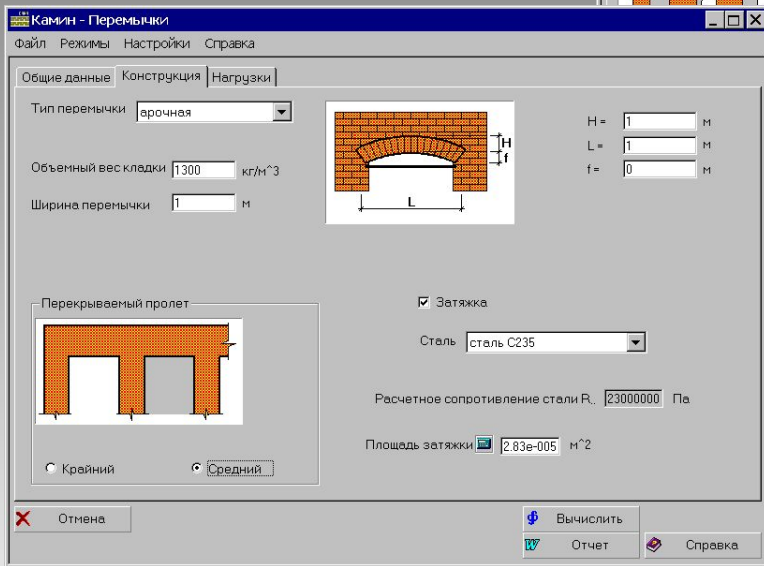 Камин - Перемычки
Файл Режимы Настройки Справка
Общие данные Конструкция Нагрузки
Тип перемычки арочная
H = 1 м
L = 1 м
f = 0 м
H
f
L
Объемный вес кладки 1300 кг/м^3
Ширина перемычки 1 м
Перекрываемый пролет
Крайний Средний
Затяжка
Сталь сталь С235
Расчетное сопротивление стали R.. 23000000 Па
Площадь затяжки 2.83e-005 м^2
Отмена
Вычислить
Отчет Справка